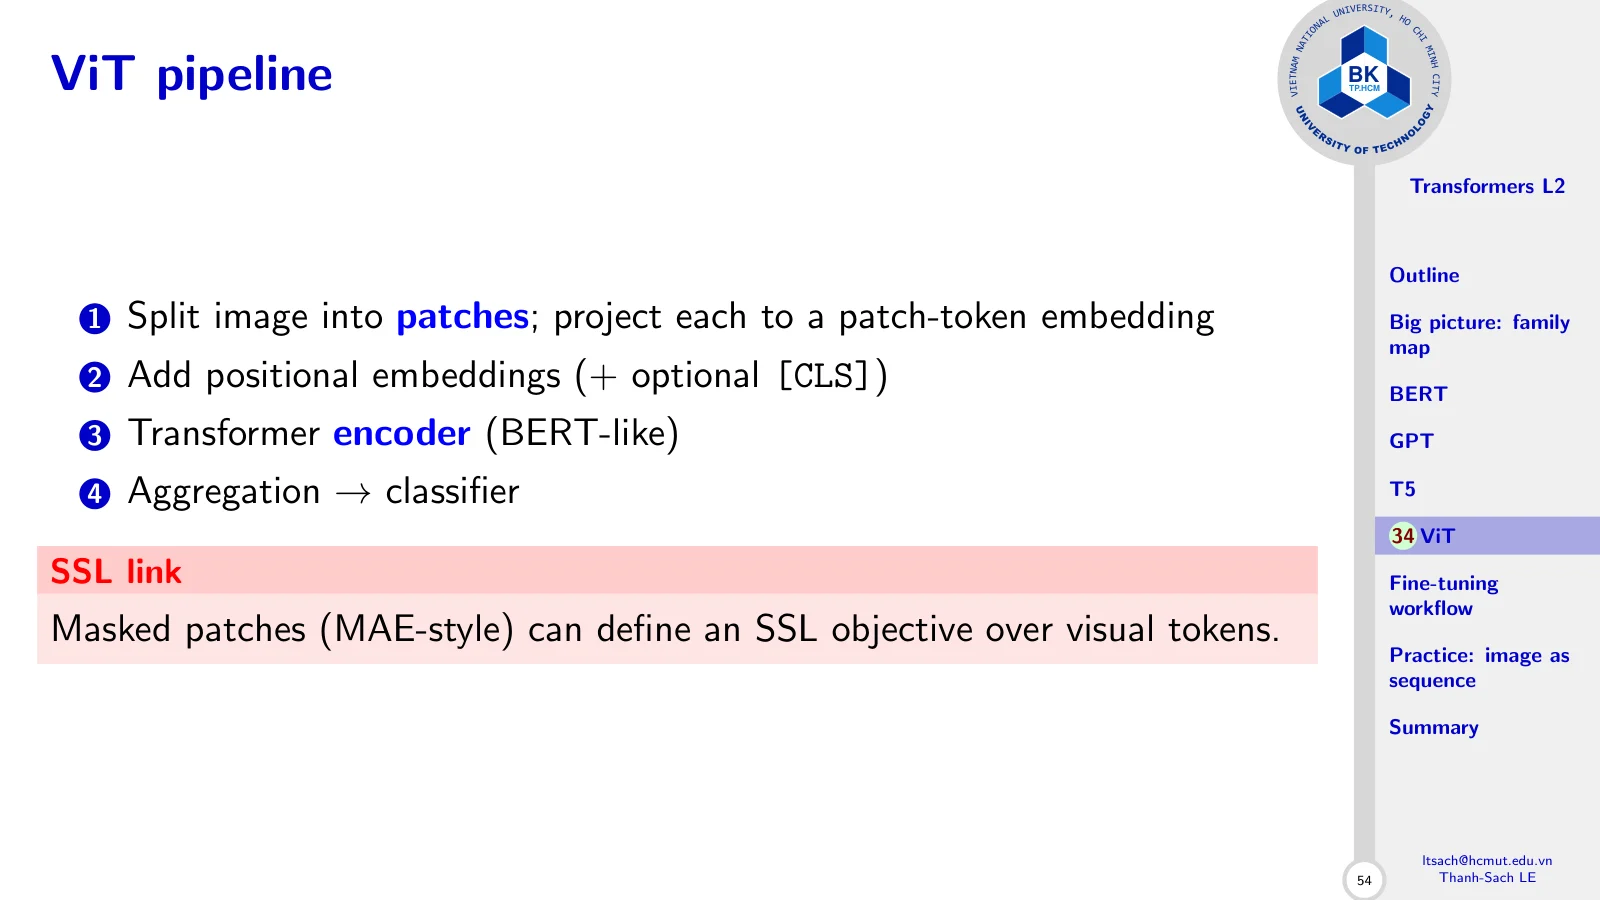 ViT pipeline
1 Split image into patches; project each to a patch-token embedding
2 Add positional embeddings (+ optional [CLS])
3 Transformer encoder (BERT-like)
4 Aggregation → classifier
SSL link
Masked patches (MAE-style) can define an SSL objective over visual tokens.
VIETNAM NATIONAL UNIVERSITY, HO CHI MINH CITY
BK
TP.HCM
UNIVERSITY OF TECHNOLOGY
Transformers L2
Outline
Big picture: family
map
BERT
GPT
T5
34 ViT
Fine-tuning
workflow
Practice: image as
sequence
Summary
ltsach@hcmut.edu.vn
Thanh-Sach LE
54